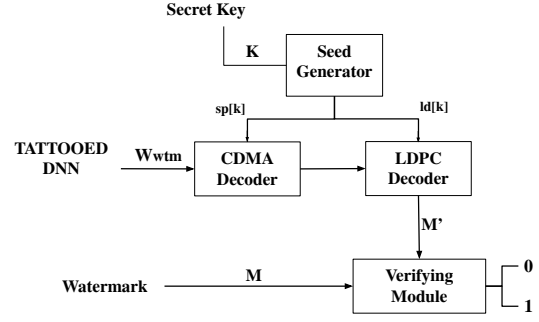 Secret Key
K
Seed
Generator
sp[k]
ld[k]
TATTOOED
DNN
Wwtm
CDMA
Decoder
LDPC
Decoder
M'
Watermark
M
Verifying
Module
0
1